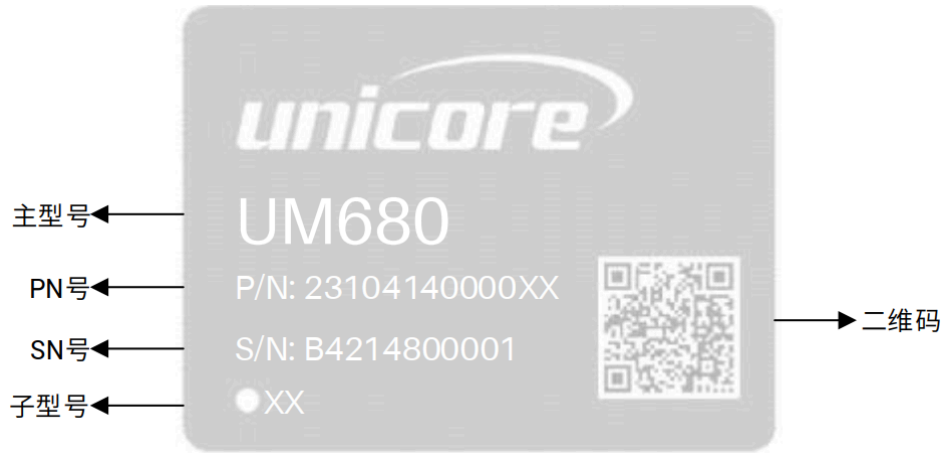 unicore
主型号
UM680
PN号
P/N: 23104140000XX
SN号
S/N: B4214800001
二维码
子型号
XX